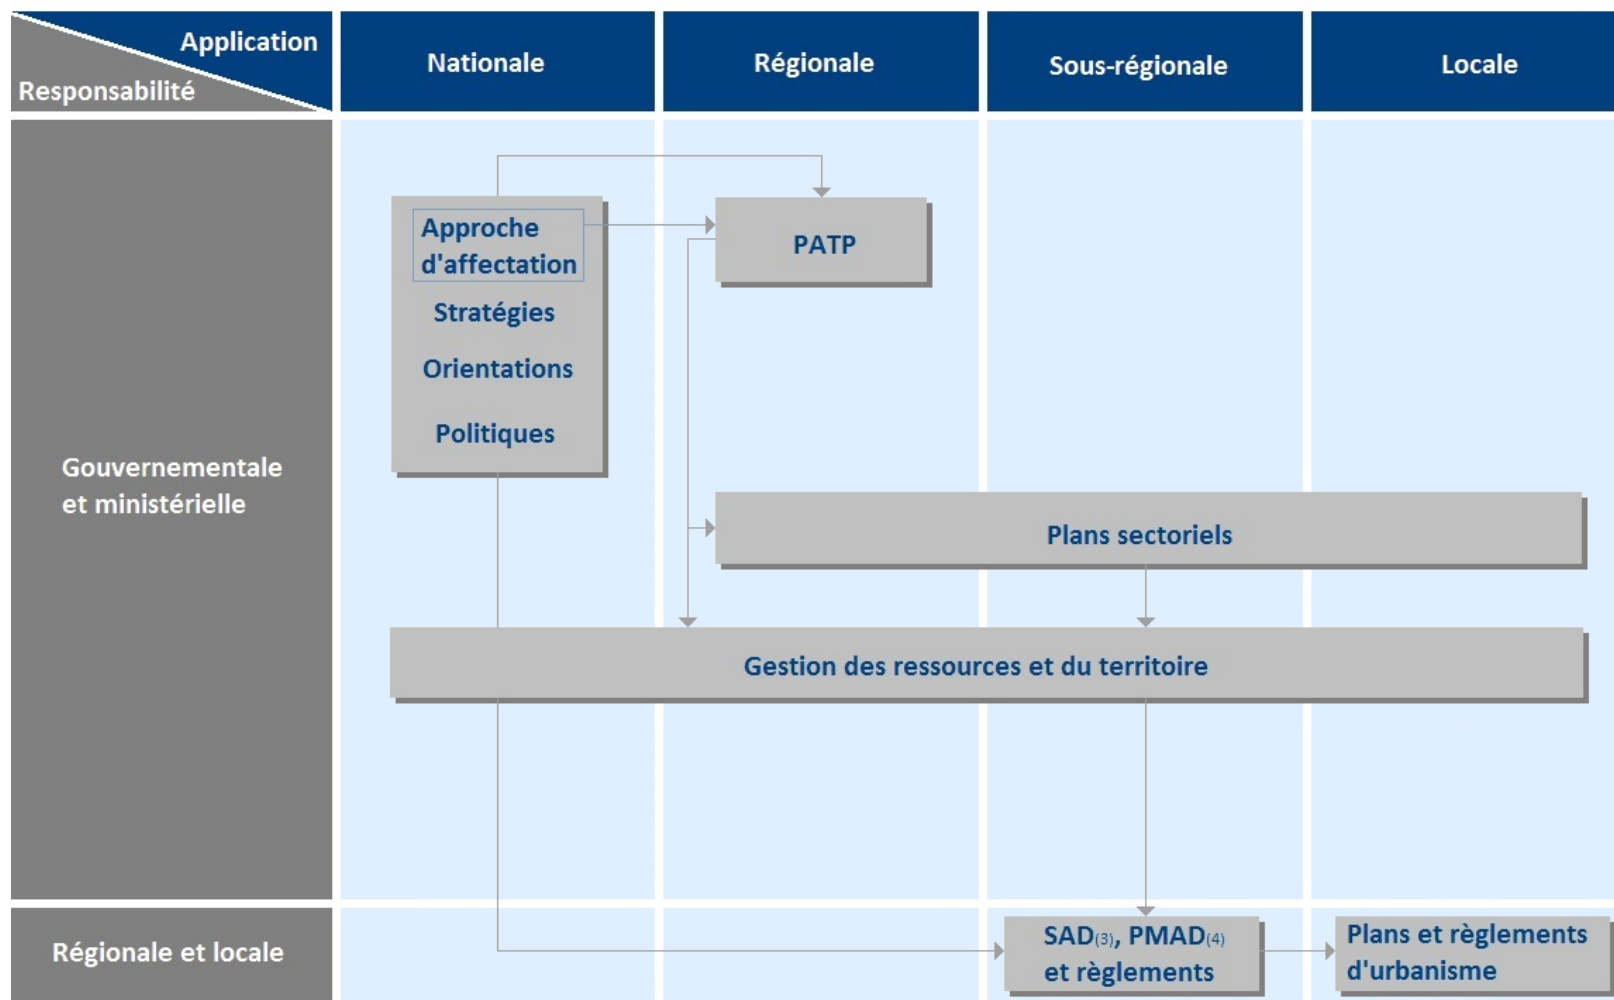 Application
Responsabilité
Nationale
Régionale
Sous-régionale
Locale
Gouvernementale
et ministérielle
Approche
d'affectation
Stratégies
Orientations
Politiques
PATP
Plans sectoriels
Gestion des ressources et du territoire
Régionale et locale
SAD(3), PMAD(4)
et règlements
Plans et règlements
d'urbanisme